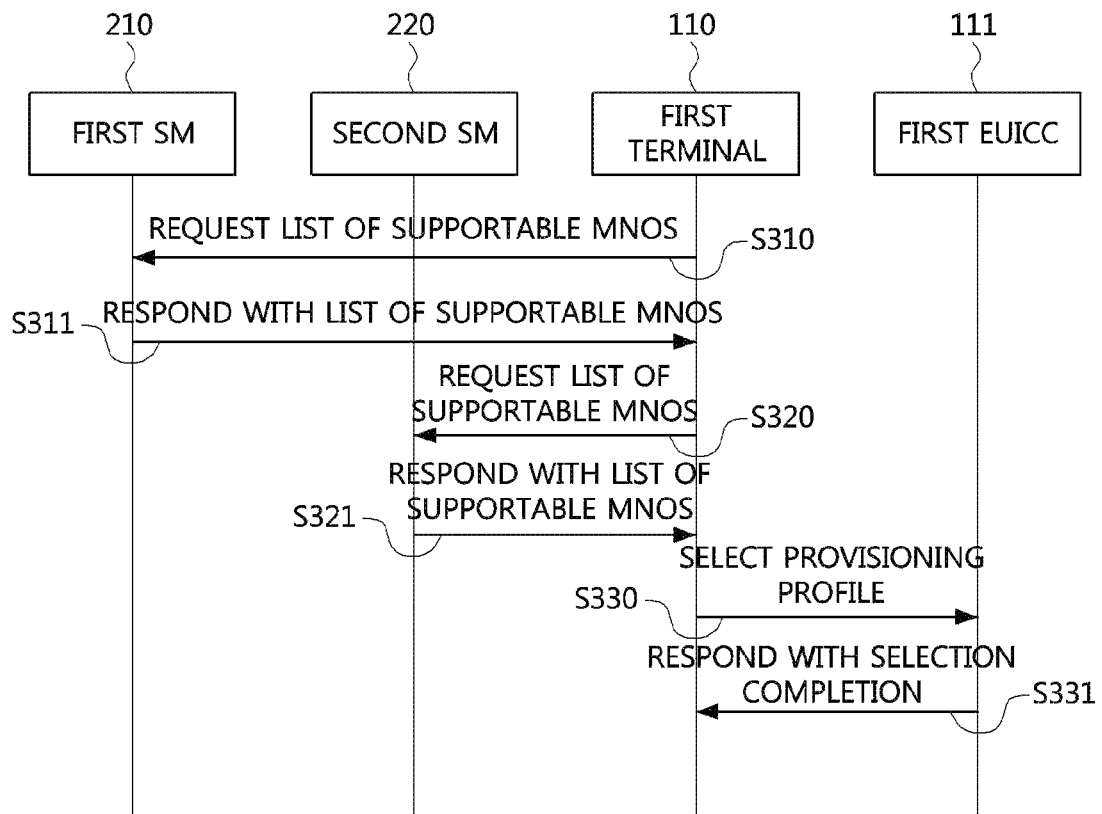 210
220
110
111
FIRST SM
SECOND SM
FIRST
TERMINAL
FIRST EUICC
REQUEST LIST OF SUPPORTABLE MNOS
S310
RESPOND WITH LIST OF SUPPORTABLE MNOS
S311
REQUEST LIST OF
SUPPORTABLE MNOS
S320
RESPOND WITH LIST OF
SUPPORTABLE MNOS
S321
SELECT PROVISIONING
PROFILE
S330
RESPOND WITH SELECTION
COMPLETION
S331